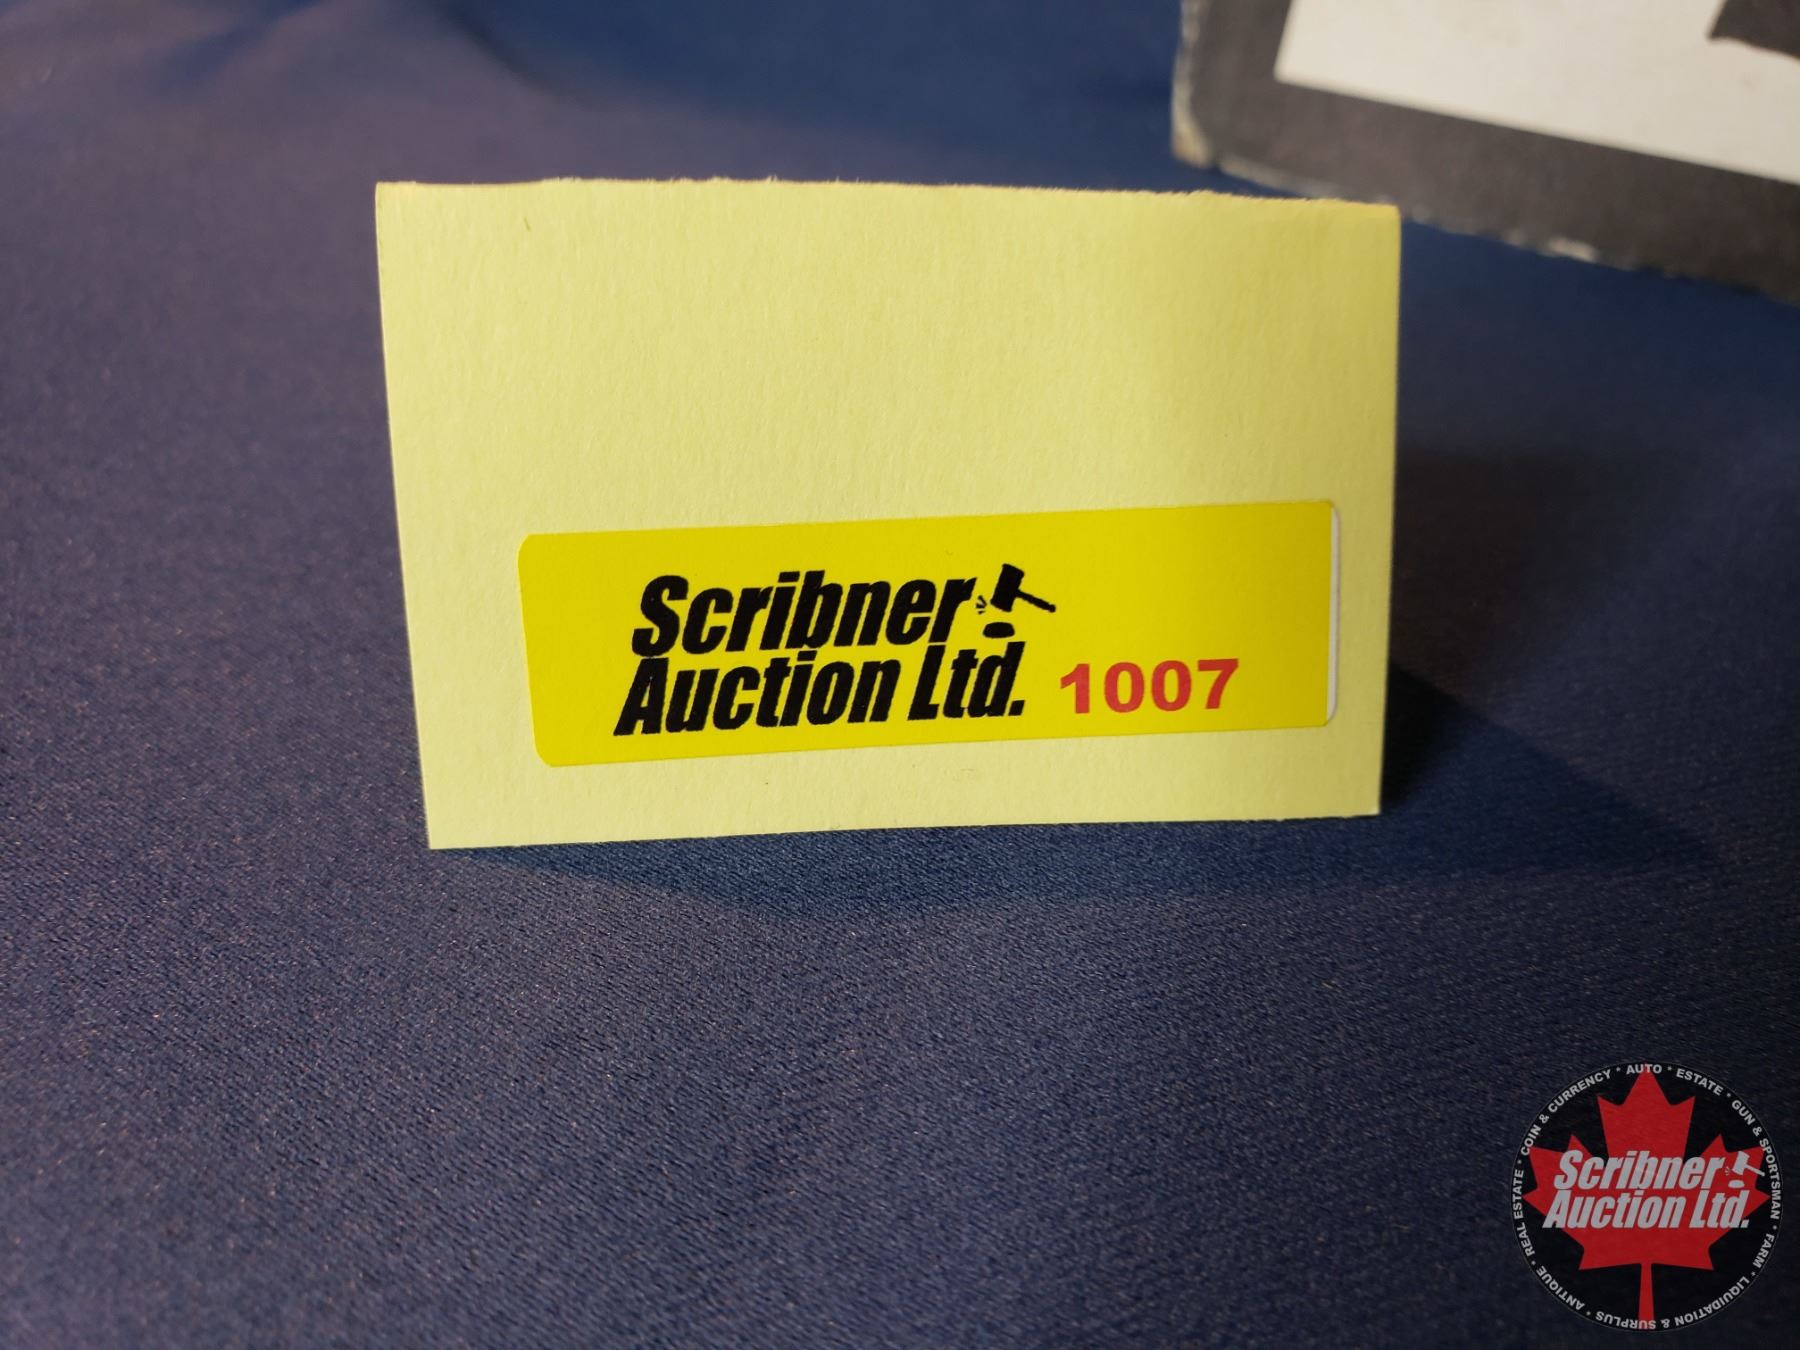 Scribner
Auction Ltd. 1007
COIN & CURRENCY * AUTO * ESTATE * GUN & SPORTSMAN * FARM * LIQUIDATION & SURPLUS * ANTIQUE * REAL ESTATE *
Scribner
Auction Ltd.